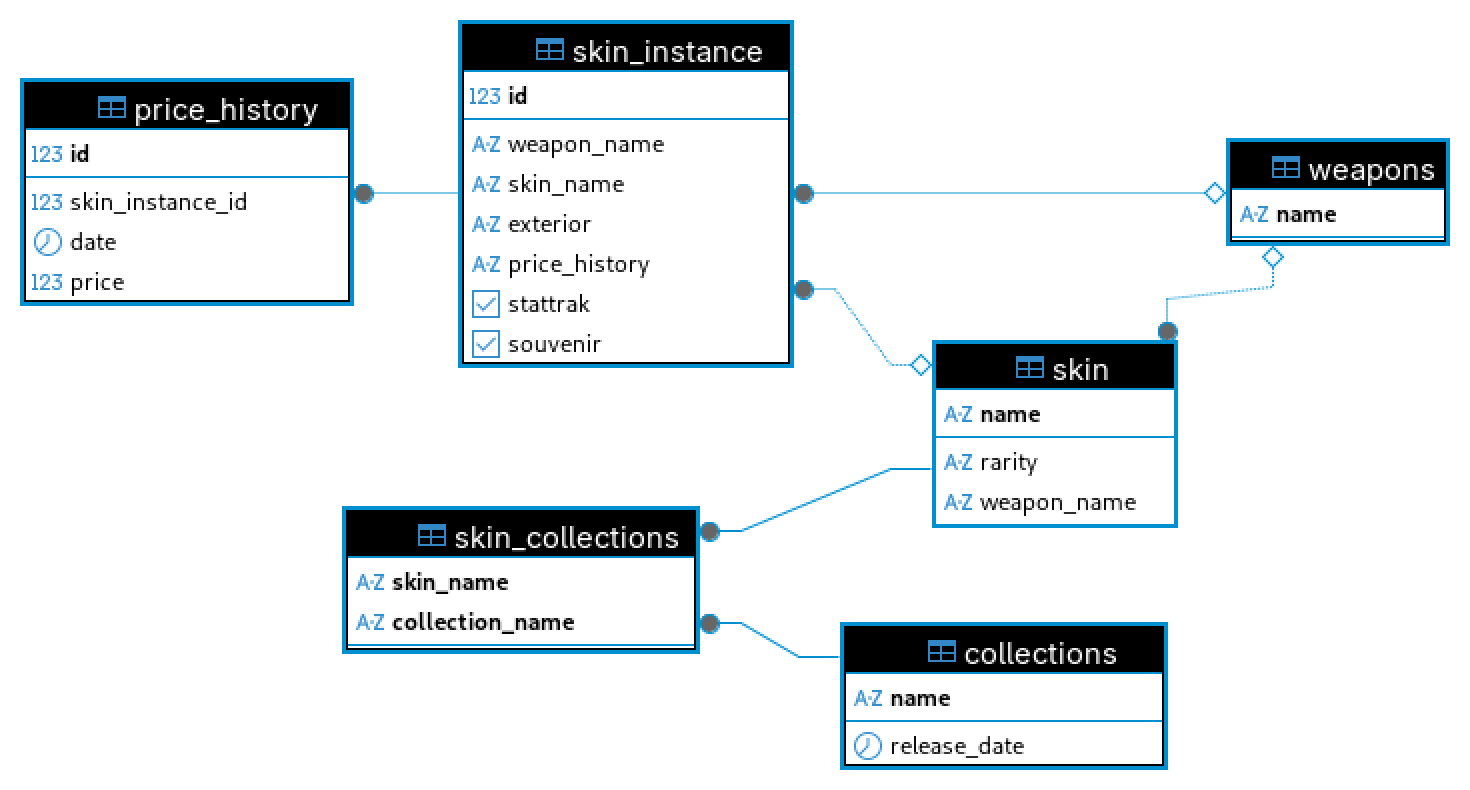 price_history
123 id
123 skin_instance_id
date
123 price
skin_instance
123 id
A-Z weapon_name
A-Z skin_name
A-Z exterior
A-Z price_history
stattrak
souvenir
weapons
A-Z name
skin
A-Z name
A-Z rarity
A-Z weapon_name
skin_collections
A-Z skin_name
A-Z collection_name
collections
A-Z name
release_date